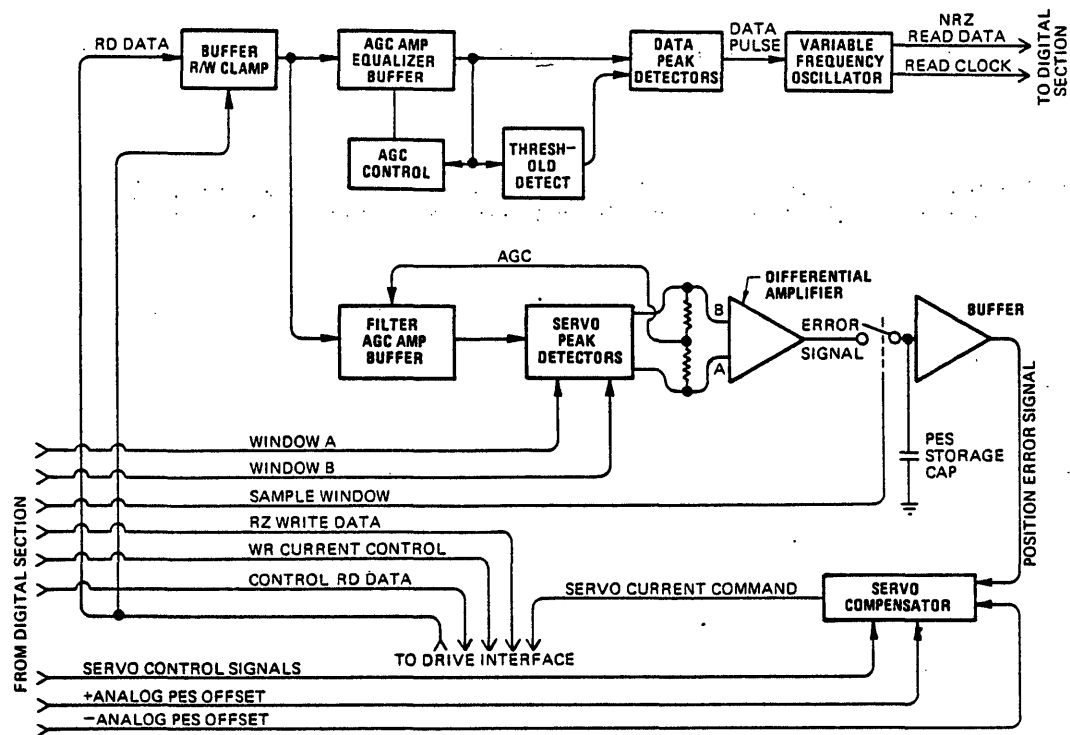 RD DATA
BUFFER
R/W CLAMP
AGC AMP
EQUALIZER
BUFFER
DATA
PEAK
DETECTORS
DATA
PULSE
VARIABLE
FREQUENCY
OSCILLATOR
NRZ
READ DATA
READ CLOCK
TO DIGITAL
SECTION
AGC
CONTROL
THRESH-
OLD
DETECT
AGC
FILTER
AGC AMP
BUFFER
SERVO
PEAK
DETECTORS
B
A
DIFFERENTIAL
AMPLIFIER
ERROR
SIGNAL
BUFFER
PES
STORAGE
CAP
POSITION ERROR SIGNAL
FROM DIGITAL SECTION
WINDOW A
WINDOW B
SAMPLE WINDOW
RZ WRITE DATA
WR CURRENT CONTROL
CONTROL RD DATA
SERVO CURRENT COMMAND
SERVO
COMPENSATOR
TO DRIVE INTERFACE
SERVO CONTROL SIGNALS
+ANALOG PES OFFSET
−ANALOG PES OFFSET